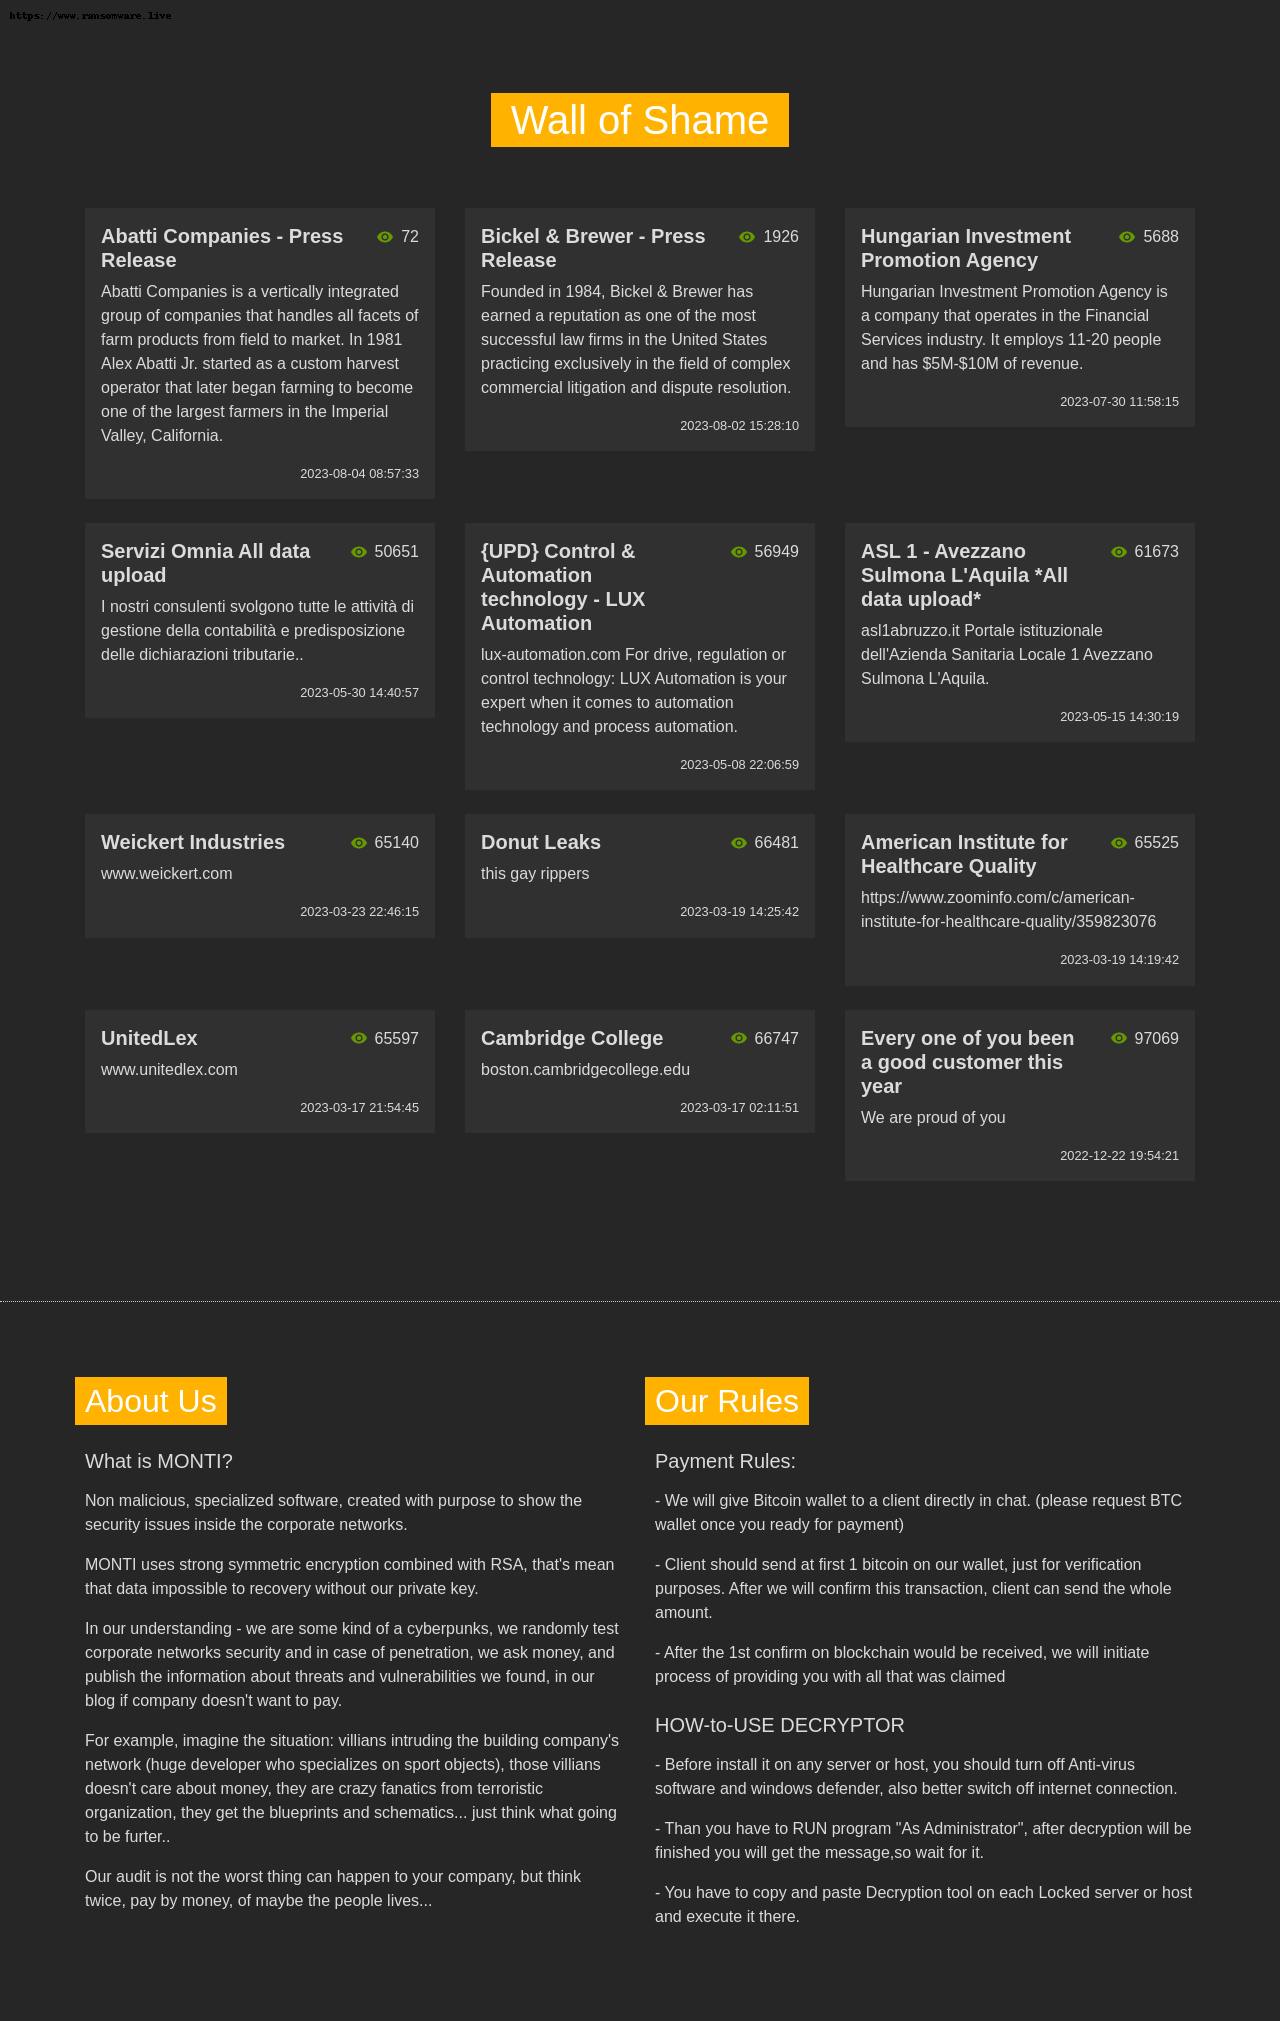 https://www.ransomware.live
Wall of Shame
Abatti Companies - Press
Release
72
Abatti Companies is a vertically integrated
group of companies that handles all facets of
farm products from field to market. In 1981
Alex Abatti Jr. started as a custom harvest
operator that later began farming to become
one of the largest farmers in the Imperial
Valley, California.
2023-08-04 08:57:33
Bickel & Brewer - Press
Release
1926
Founded in 1984, Bickel & Brewer has
earned a reputation as one of the most
successful law firms in the United States
practicing exclusively in the field of complex
commercial litigation and dispute resolution.
2023-08-02 15:28:10
Hungarian Investment
Promotion Agency
5688
Hungarian Investment Promotion Agency is
a company that operates in the Financial
Services industry. It employs 11-20 people
and has $5M-$10M of revenue.
2023-07-30 11:58:15
Servizi Omnia All data
upload
50651
I nostri consulenti svolgono tutte le attività di
gestione della contabilità e predisposizione
delle dichiarazioni tributarie..
2023-05-30 14:40:57
{UPD} Control &
Automation
technology - LUX
Automation
56949
lux-automation.com For drive, regulation or
control technology: LUX Automation is your
expert when it comes to automation
technology and process automation.
2023-05-08 22:06:59
ASL 1 - Avezzano
Sulmona L'Aquila *All
data upload*
61673
asl1abruzzo.it Portale istituzionale
dell'Azienda Sanitaria Locale 1 Avezzano
Sulmona L'Aquila.
2023-05-15 14:30:19
Weickert Industries
65140
www.weickert.com
2023-03-23 22:46:15
Donut Leaks
66481
this gay rippers
2023-03-19 14:25:42
American Institute for
Healthcare Quality
65525
https://www.zoominfo.com/c/american-
institute-for-healthcare-quality/359823076
2023-03-19 14:19:42
UnitedLex
65597
www.unitedlex.com
2023-03-17 21:54:45
Cambridge College
66747
boston.cambridgecollege.edu
2023-03-17 02:11:51
Every one of you been
a good customer this
year
97069
We are proud of you
2022-12-22 19:54:21
About Us
What is MONTI?
Non malicious, specialized software, created with purpose to show the
security issues inside the corporate networks.
MONTI uses strong symmetric encryption combined with RSA, that's mean
that data impossible to recovery without our private key.
In our understanding - we are some kind of a cyberpunks, we randomly test
corporate networks security and in case of penetration, we ask money, and
publish the information about threats and vulnerabilities we found, in our
blog if company doesn't want to pay.
For example, imagine the situation: villians intruding the building company's
network (huge developer who specializes on sport objects), those villians
doesn't care about money, they are crazy fanatics from terroristic
organization, they get the blueprints and schematics... just think what going
to be furter..
Our audit is not the worst thing can happen to your company, but think
twice, pay by money, of maybe the people lives...
Our Rules
Payment Rules:
- We will give Bitcoin wallet to a client directly in chat. (please request BTC
wallet once you ready for payment)
- Client should send at first 1 bitcoin on our wallet, just for verification
purposes. After we will confirm this transaction, client can send the whole
amount.
- After the 1st confirm on blockchain would be received, we will initiate
process of providing you with all that was claimed
HOW-to-USE DECRYPTOR
- Before install it on any server or host, you should turn off Anti-virus
software and windows defender, also better switch off internet connection.
- Than you have to RUN program "As Administrator", after decryption will be
finished you will get the message,so wait for it.
- You have to copy and paste Decryption tool on each Locked server or host
and execute it there.